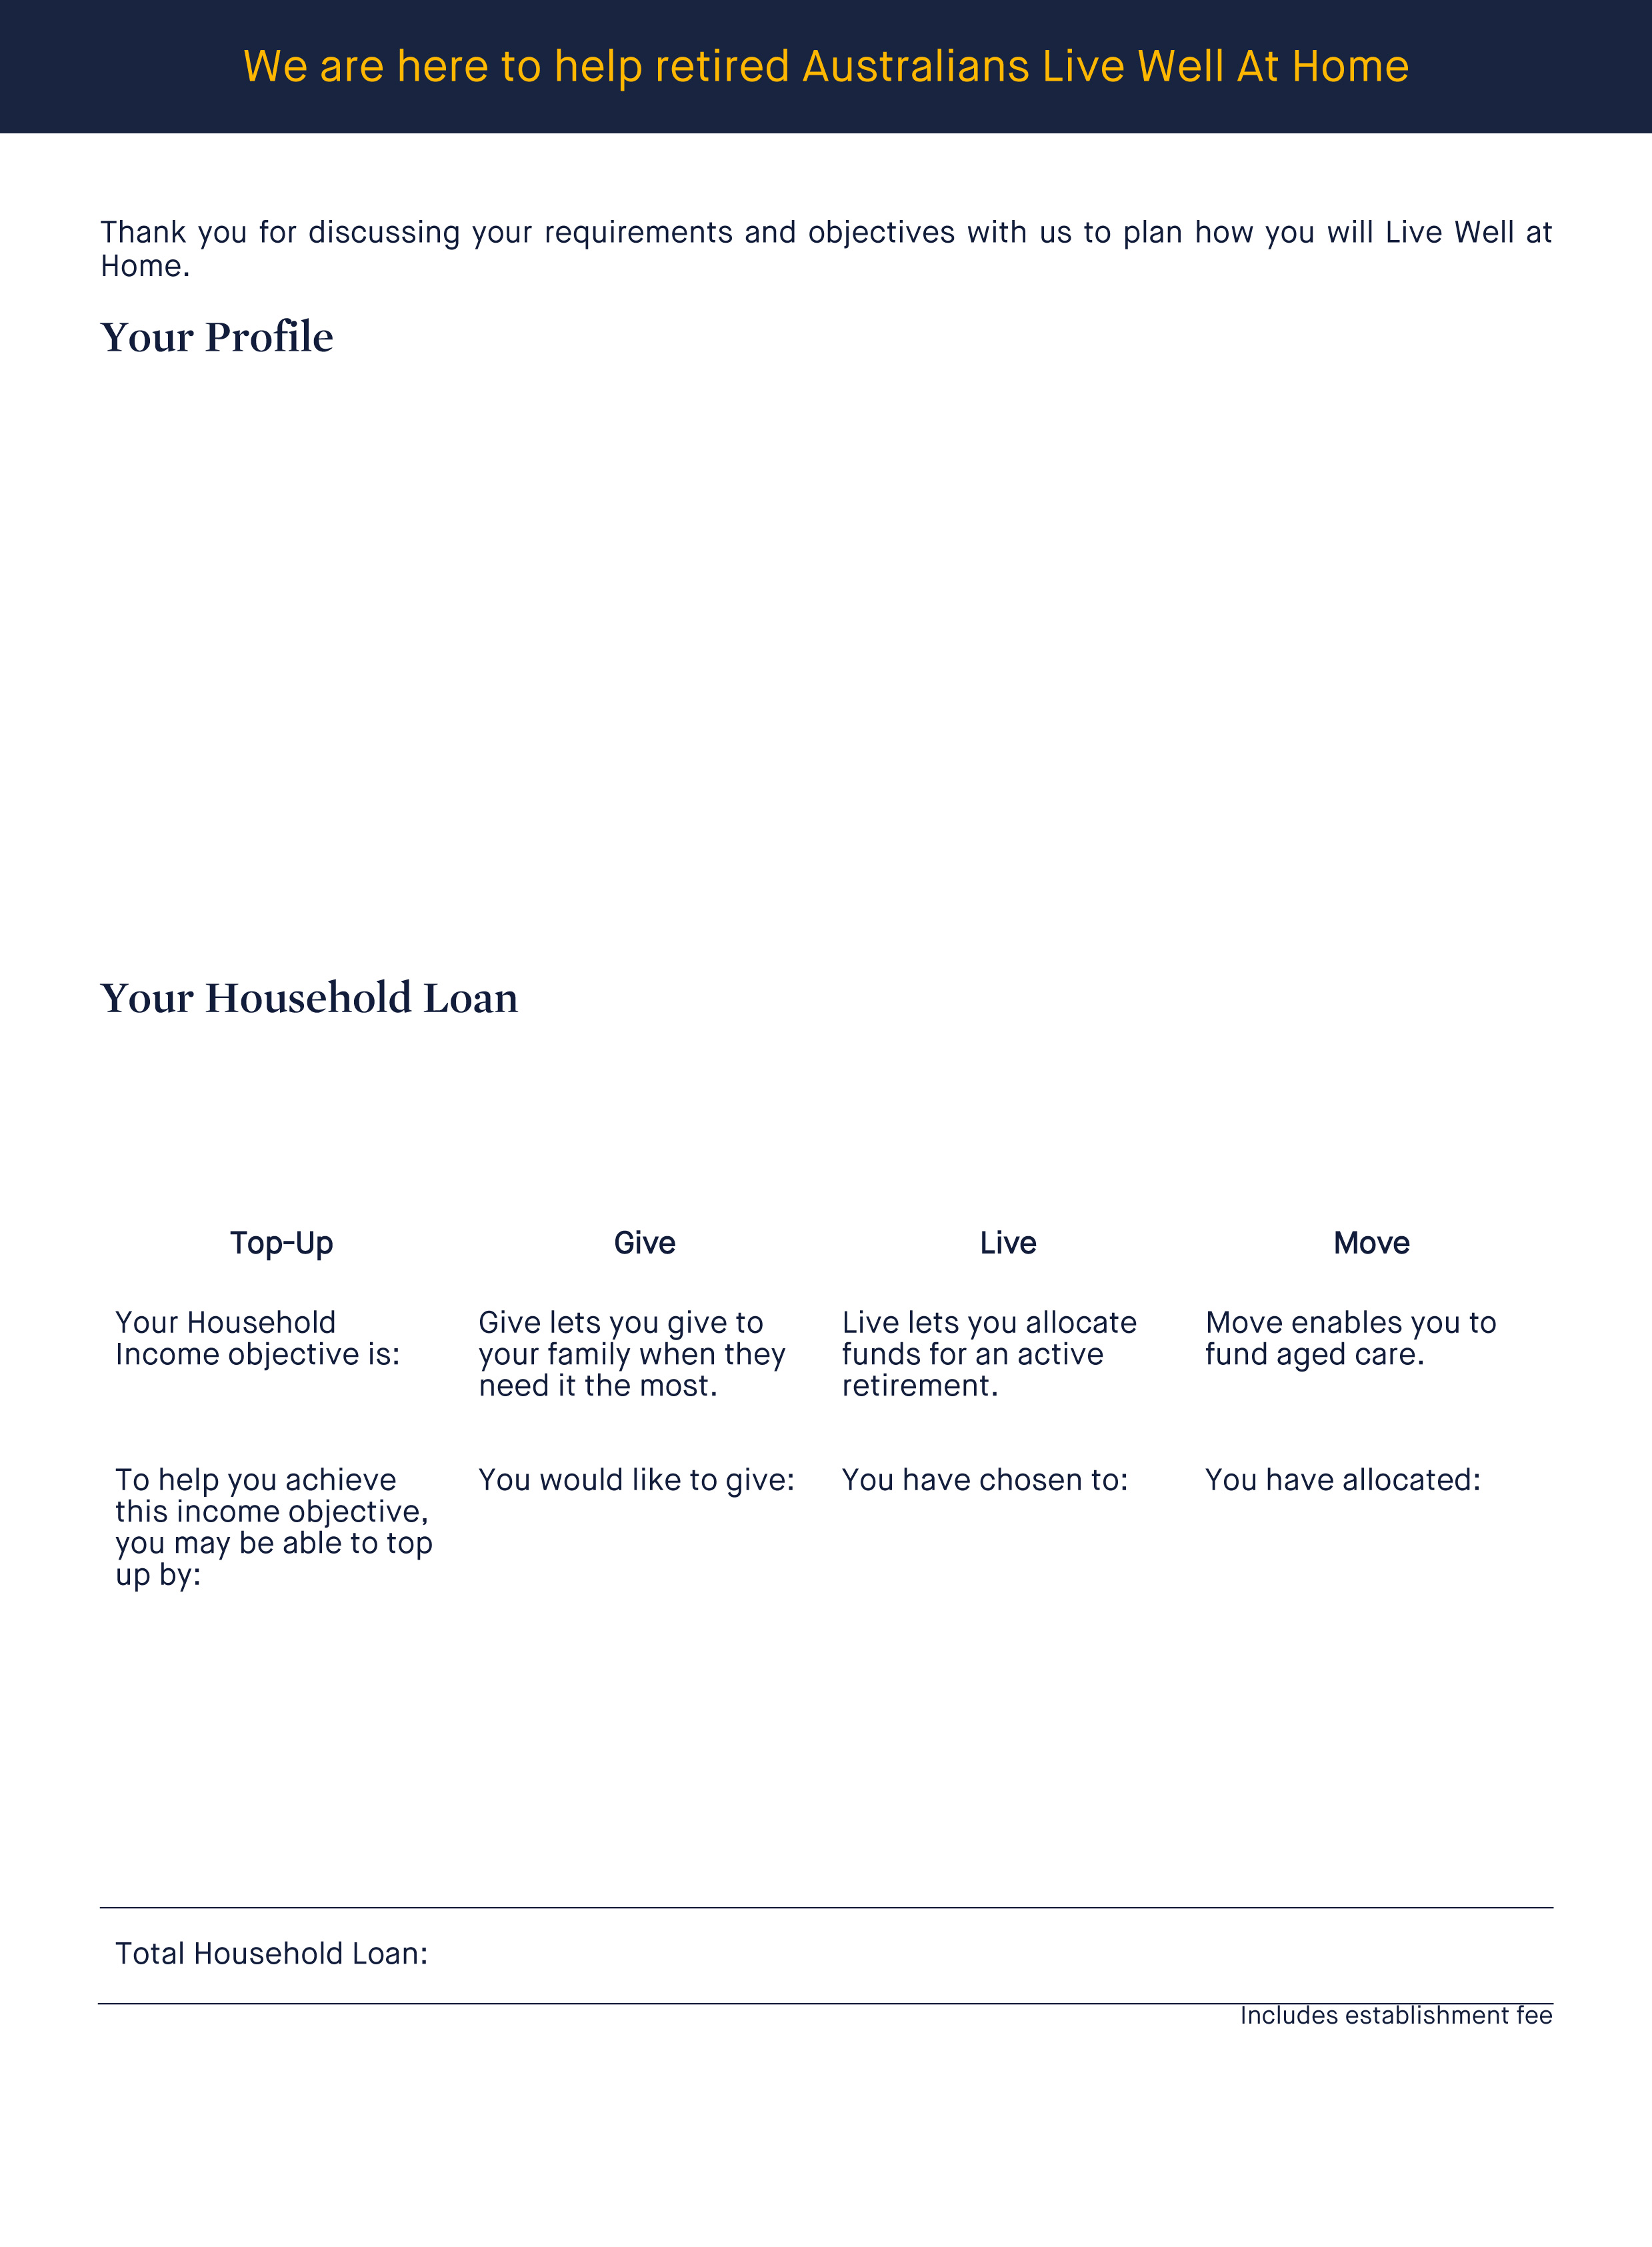 We are here to help retired Australians Live Well At Home
Thank you for discussing your requirements and objectives with us to plan how you will Live Well at
Home.
Your Profile
Your Household Loan
Top-Up
Your Household
Income objective is:
To help you achieve
this income objective,
you may be able to top
up by:
Give
Give lets you give to
your family when they
need it the most.
You would like to give:
Live
Live lets you allocate
funds for an active
retirement.
You have chosen to:
Move
Move enables you to
fund aged care.
You have allocated:
Total Household Loan:
Includes establishment fee